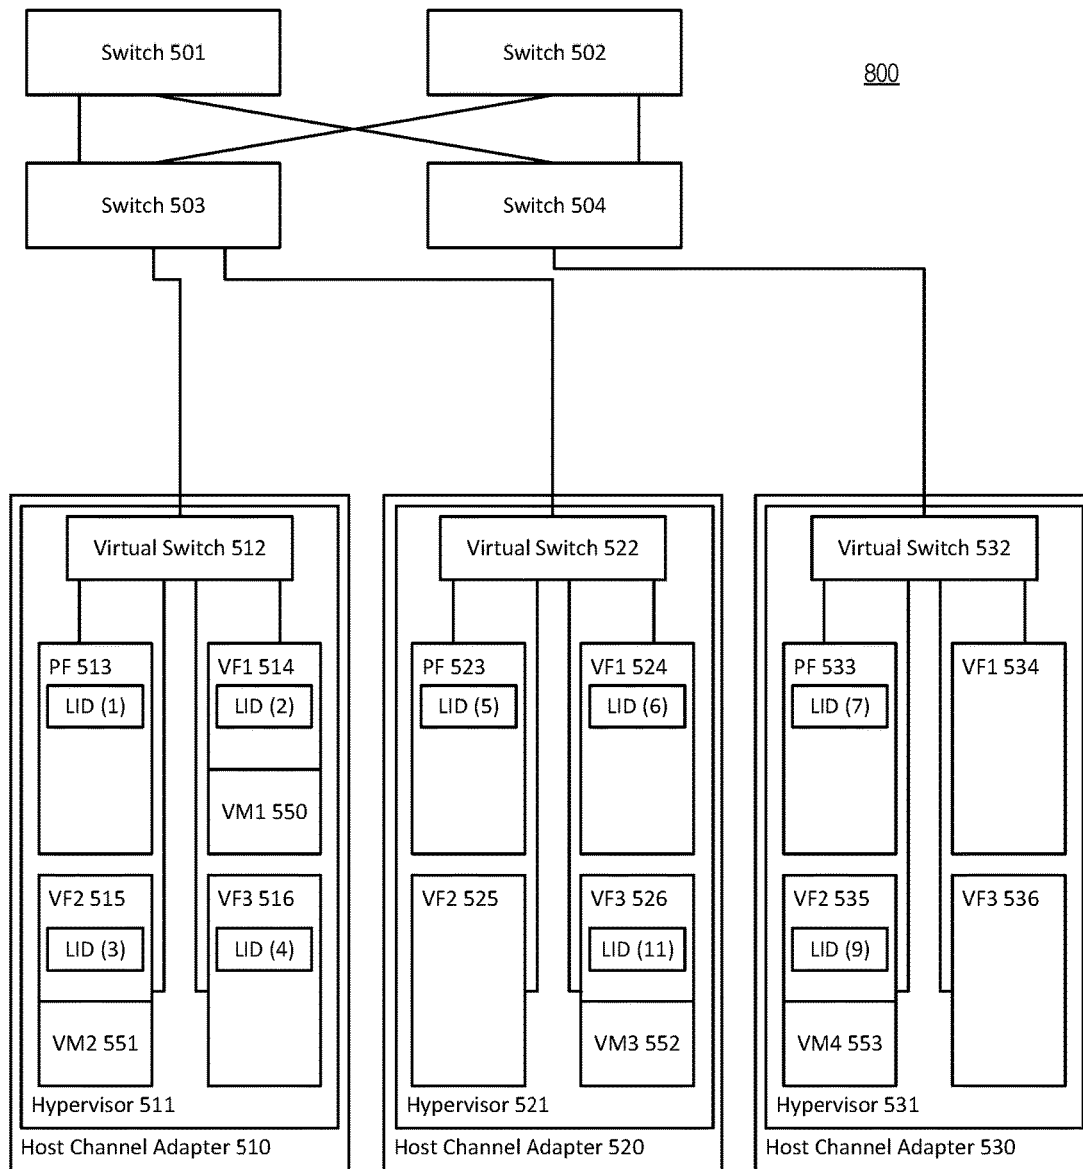 Switch 501
Switch 502
800
Switch 503
Switch 504
Virtual Switch 512
PF 513
LID (1)
VF1 514
LID (2)
VM1 550
VF2 515
LID (3)
VM2 551
VF3 516
LID (4)
Hypervisor 511
Host Channel Adapter 510
Virtual Switch 522
PF 523
LID (5)
VF1 524
LID (6)
VF2 525
VF3 526
LID (11)
VM3 552
Hypervisor 521
Host Channel Adapter 520
Virtual Switch 532
PF 533
LID (7)
VF1 534
VF2 535
LID (9)
VM4 553
VF3 536
Hypervisor 531
Host Channel Adapter 530